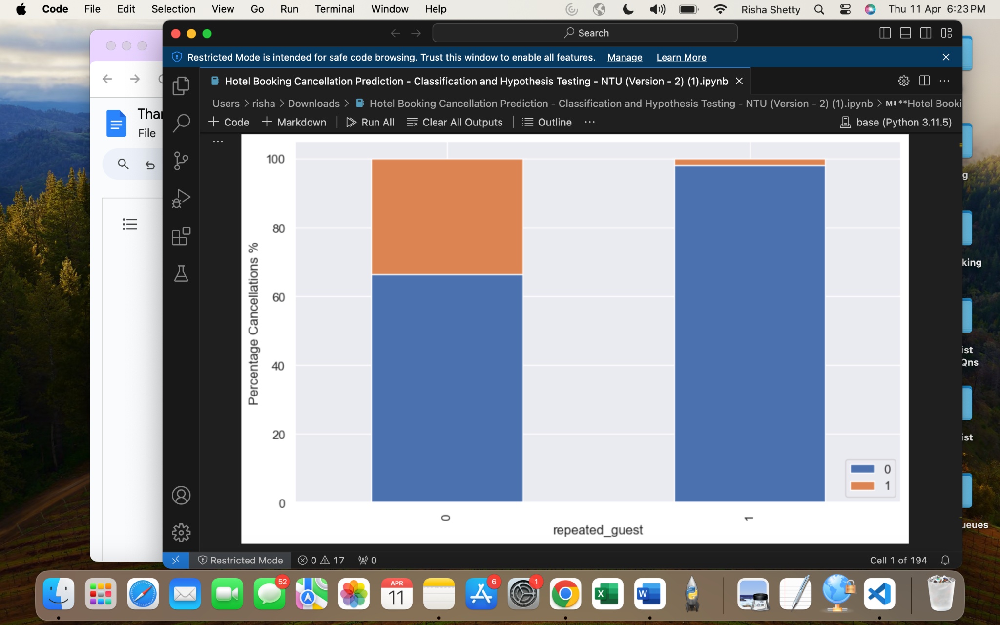 Code File Edit Selection View Go Run Terminal Window Help Risha Shetty Thu 11 Apr 6:23 PM
Search
Restricted Mode is intended for safe code browsing. Trust this window to enable all features. Manage Learn More
Hotel Booking Cancellation Prediction - Classification and Hypothesis Testing - NTU (Version - 2) (1).ipynb
Users > risha > Downloads > Hotel Booking Cancellation Prediction - Classification and Hypothesis Testing - NTU (Version - 2) (1).ipynb > M↓**Hotel Booki
+ Code + Markdown Run All Clear All Outputs Outline ... base (Python 3.11.5)
Than
File
...
100
80
60
40
20
0
Percentage Cancellations %
0
1
0 1
repeated_guest
g
king
ist
Qns
ist
ueues
Restricted Mode 0 17 0 Cell 1 of 194
52
APR
11
6
1
X
W